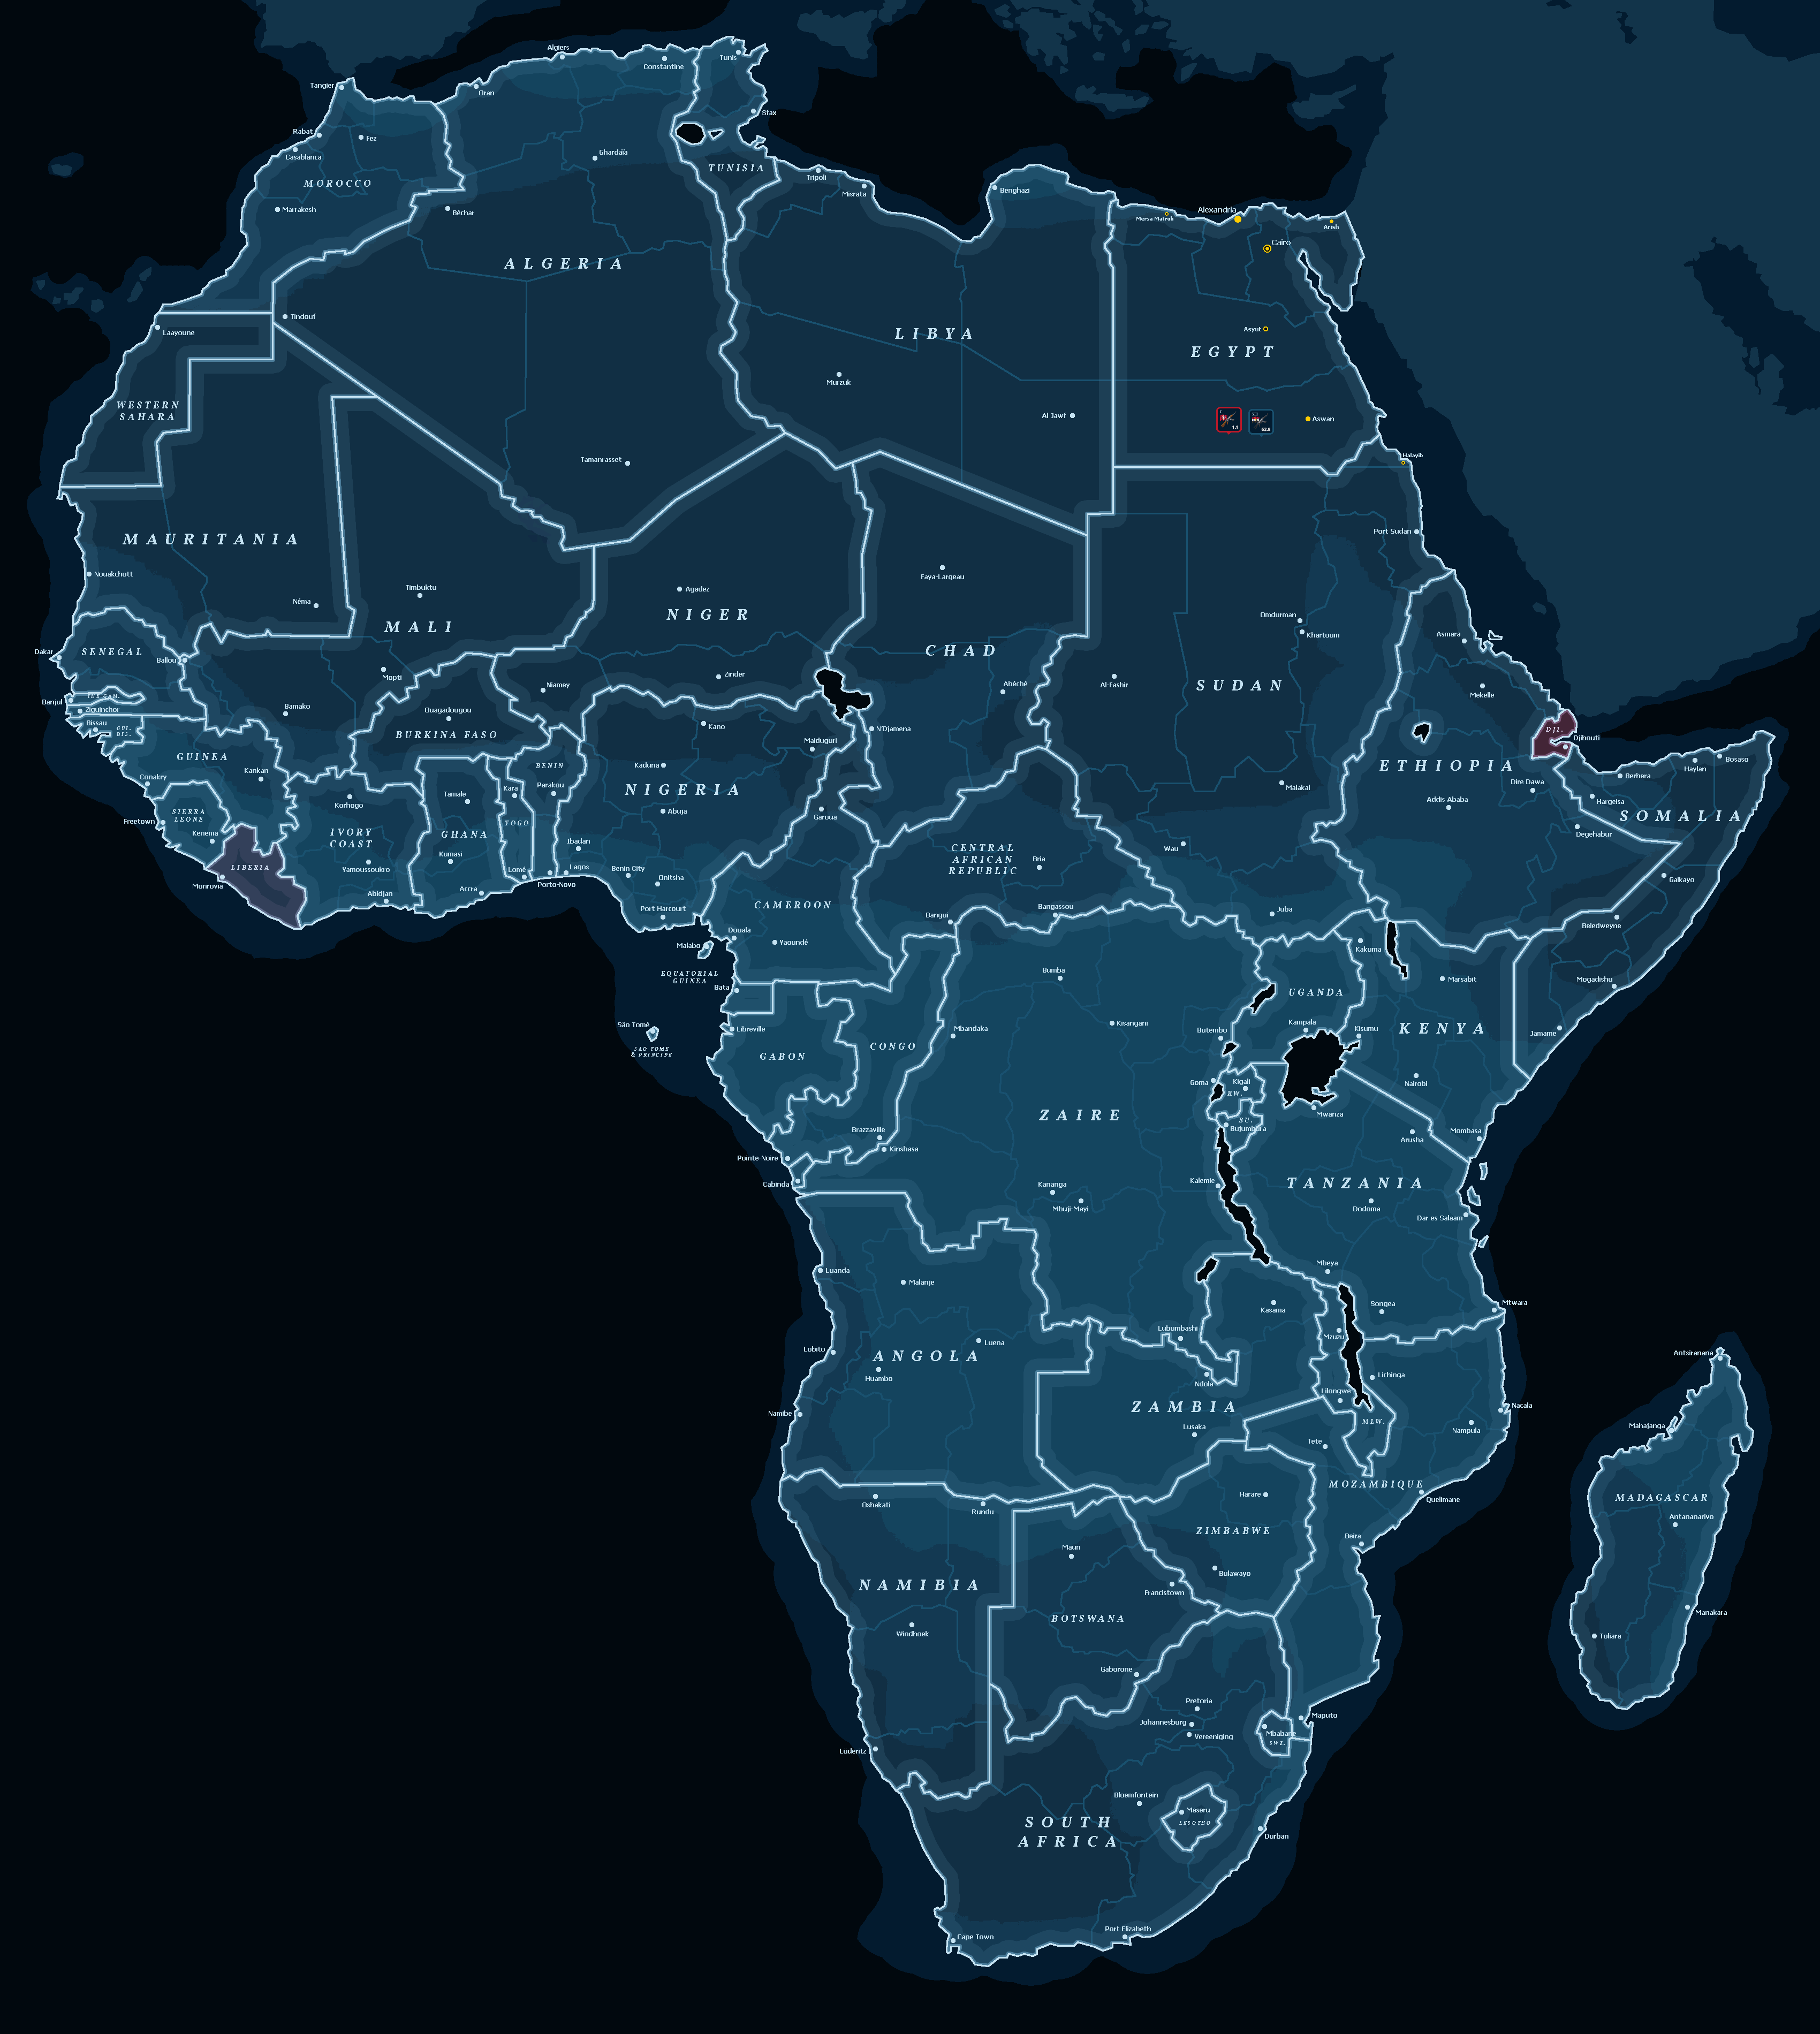 Algiers
Constantine
Tunis
Tangier
Oran
Sfax
Rabat
Fez
Casablanca
Ghardaïa
TUNISIA
Tripoli
MOROCCO
Misrata
Benghazi
Marrakesh
Béchar
Mersa Matruh
Alexandria
Arish
Cairo
ALGERIA
Tindouf
Laayoune
LIBYA
Asyut
EGYPT
Murzuk
WESTERN
SAHARA
Al Jawf
Aswan
1.1
III
62.8
Halayib
Tamanrasset
Port Sudan
MAURITANIA
Nouakchott
Faya-Largeau
Timbuktu
Agadez
Néma
NIGER
MALI
Omdurman
Khartoum
Asmara
Dakar
SENEGAL
Ballou
CHAD
Mopti
Zinder
Niamey
Abéché
Al-Fashir
SUDAN
Mekelle
THE GAM.
Banjul
Ziguinchor
Bamako
Ouagadougou
Bissau
GUI.
BIS.
BURKINA FASO
Kano
N'Djamena
Maiduguri
DJI.
Djibouti
GUINEA
BENIN
Kaduna
ETHIOPIA
Haylan
Bosaso
Conakry
Kankan
Berbera
Kara
Parakou
NIGERIA
Malakal
Dire Dawa
Tamale
Korhogo
Addis Ababa
Hargeisa
SIERRA
LEONE
Abuja
Garoua
SOMALIA
Freetown
TOGO
Kenema
IVORY
COAST
GHANA
Degehabur
Ibadan
CENTRAL
AFRICAN
REPUBLIC
Wau
Kumasi
Bria
LIBERIA
Yamoussoukro
Lomé
Lagos
Benin City
Onitsha
Galkayo
Monrovia
Abidjan
Accra
Porto-Novo
CAMEROON
Port Harcourt
Bangui
Bangassou
Juba
Beledweyne
Douala
Malabo
Yaoundé
Kakuma
EQUATORIAL
GUINEA
Bumba
Marsabit
Mogadishu
Bata
UGANDA
São Tomé
Libreville
Mbandaka
Kisangani
Butembo
Kampala
Kisumu
KENYA
Jamame
SAO TOME
& PRINCIPE
GABON
CONGO
Goma
Kigali
RW.
Nairobi
ZAIRE
Mwanza
BU.
Bujumbura
Brazzaville
Arusha
Mombasa
Kinshasa
Pointe-Noire
Cabinda
Kananga
Kalemie
TANZANIA
Mbuji-Mayi
Dodoma
Dar es Salaam
Luanda
Malanje
Mbeya
Kasama
Songea
Mtwara
Lubumbashi
Mzuzu
Luena
Lobito
ANGOLA
Antsiranana
Huambo
Ndola
Lichinga
Lilongwe
Namibe
ZAMBIA
Nacala
MLW.
Lusaka
Nampula
Mahajanga
Tete
MOZAMBIQUE
Harare
Quelimane
MADAGASCAR
Oshakati
Rundu
Antananarivo
ZIMBABWE
Beira
Maun
Bulawayo
NAMIBIA
Francistown
BOTSWANA
Manakara
Windhoek
Toliara
Gaborone
Pretoria
Johannesburg
Vereeniging
Mbabane
SWZ.
Maputo
Lüderitz
Bloemfontein
Maseru
LESOTHO
SOUTH
AFRICA
Durban
Port Elizabeth
Cape Town